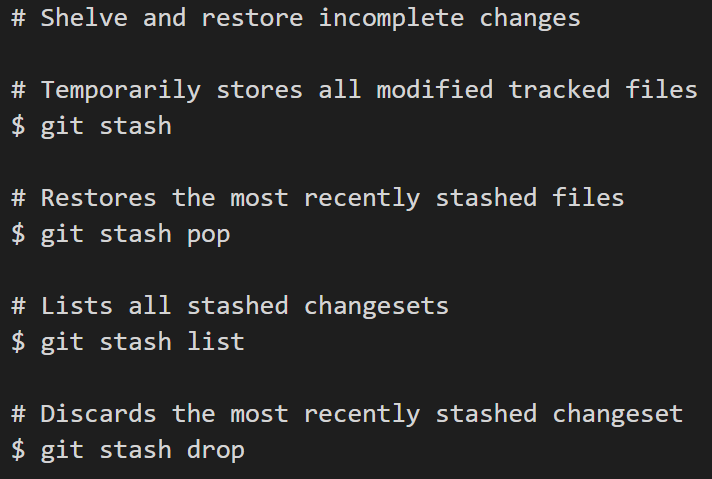 # Shelve and restore incomplete changes
# Temporarily stores all modified tracked files
$ git stash
# Restores the most recently stashed files
$ git stash pop
# Lists all stashed changesets
$ git stash list
# Discards the most recently stashed changeset
$ git stash drop